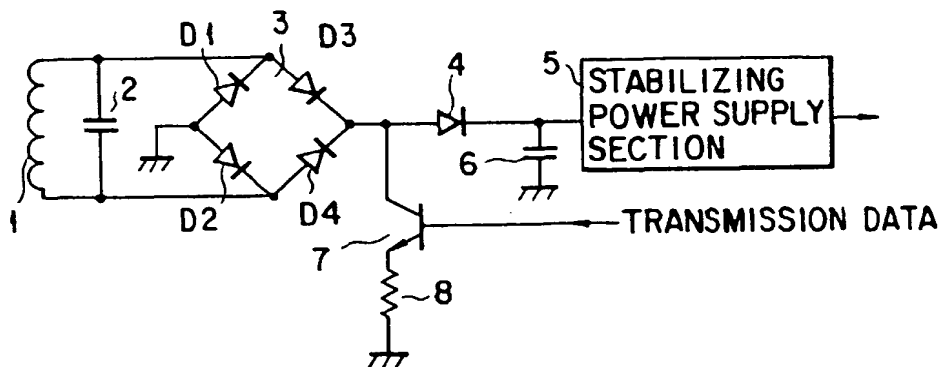 D1
3
D3
2
4
5
STABILIZING
POWER SUPPLY
SECTION
6
1
D2
D4
7
TRANSMISSION DATA
8